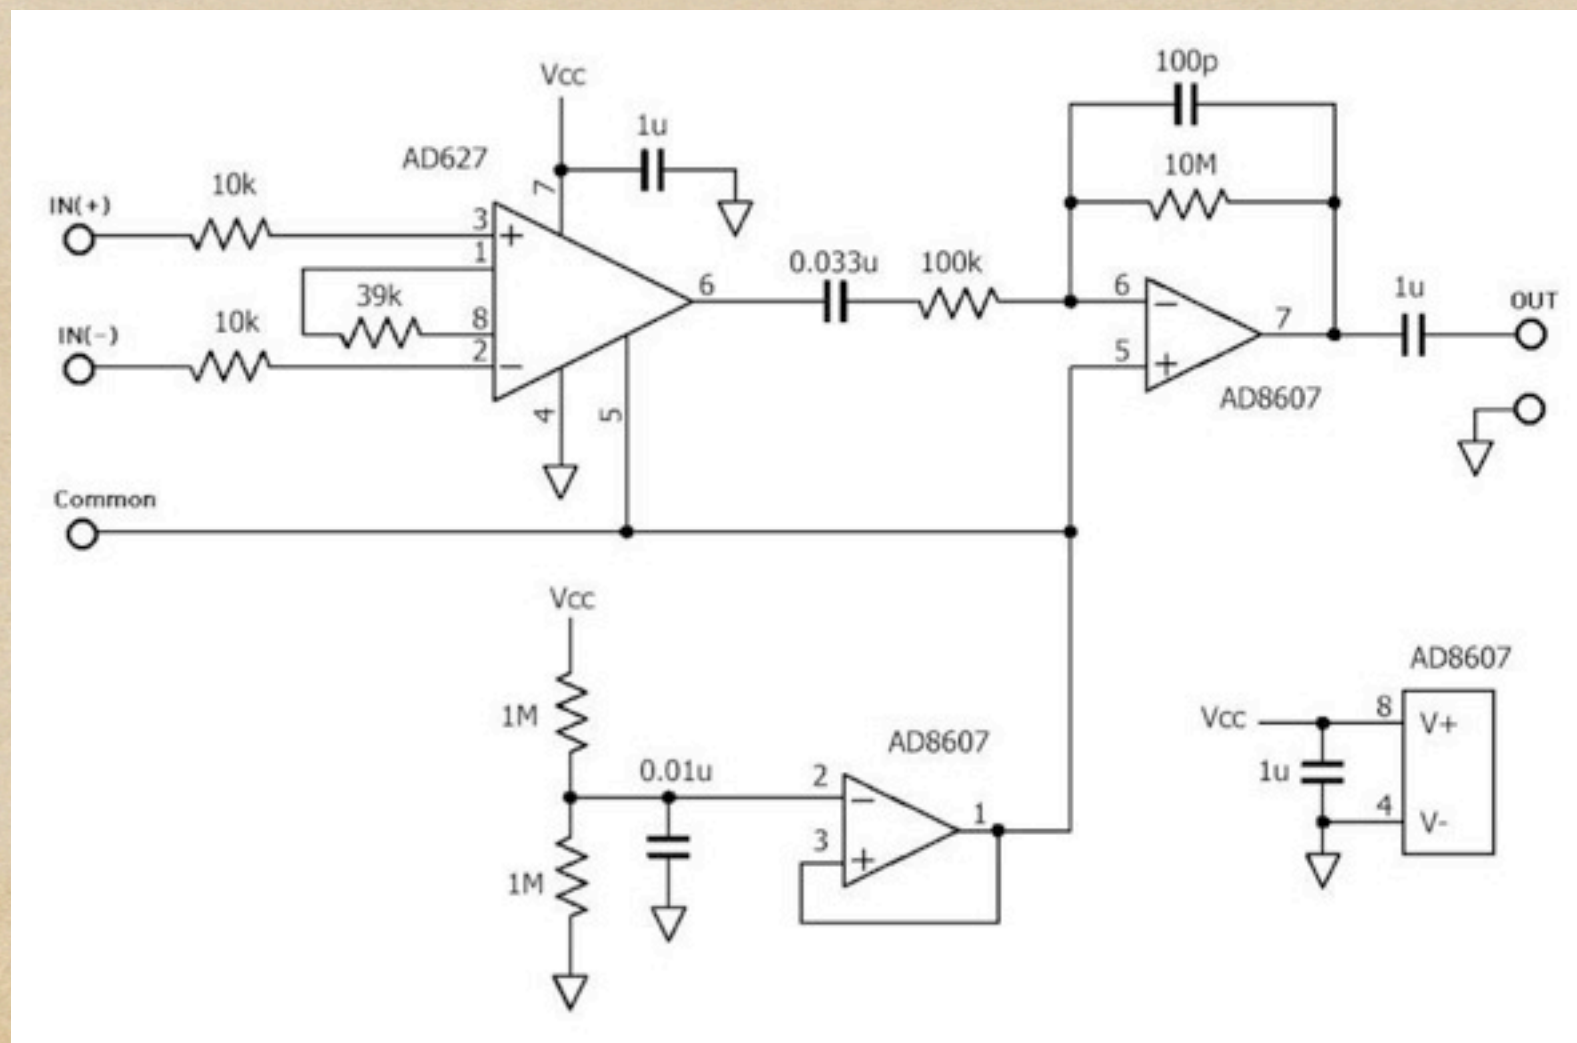 100p
Vcc
1u
AD627
10M
10k
IN(+)
7
3
+
1
0.033u
100k
6
6
−
1u
OUT
39k
8
10k
IN(−)
2
−
7
5
+
AD8607
4
5
Common
Vcc
1M
AD8607
0.01u
2
−
1
3
+
1M
AD8607
Vcc
8
V+
1u
4
V-